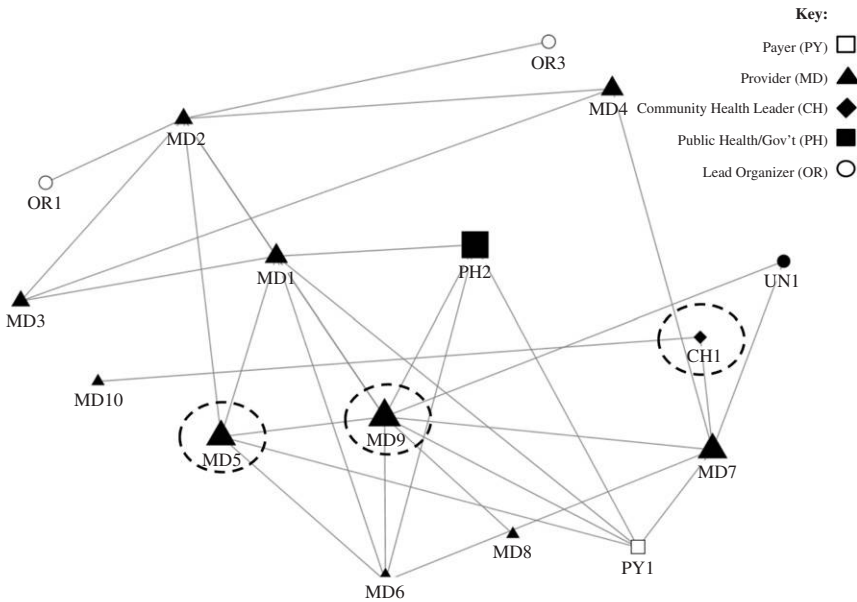 Key:
Payer (PY)
OR3
Provider (MD)
MD4
Community Health Leader (CH)
MD2
Public Health/Gov't (PH)
Lead Organizer (OR)
OR1
MD1
PH2
UN1
MD3
CH1
MD10
MD9
MD5
MD7
MD8
PY1
MD6